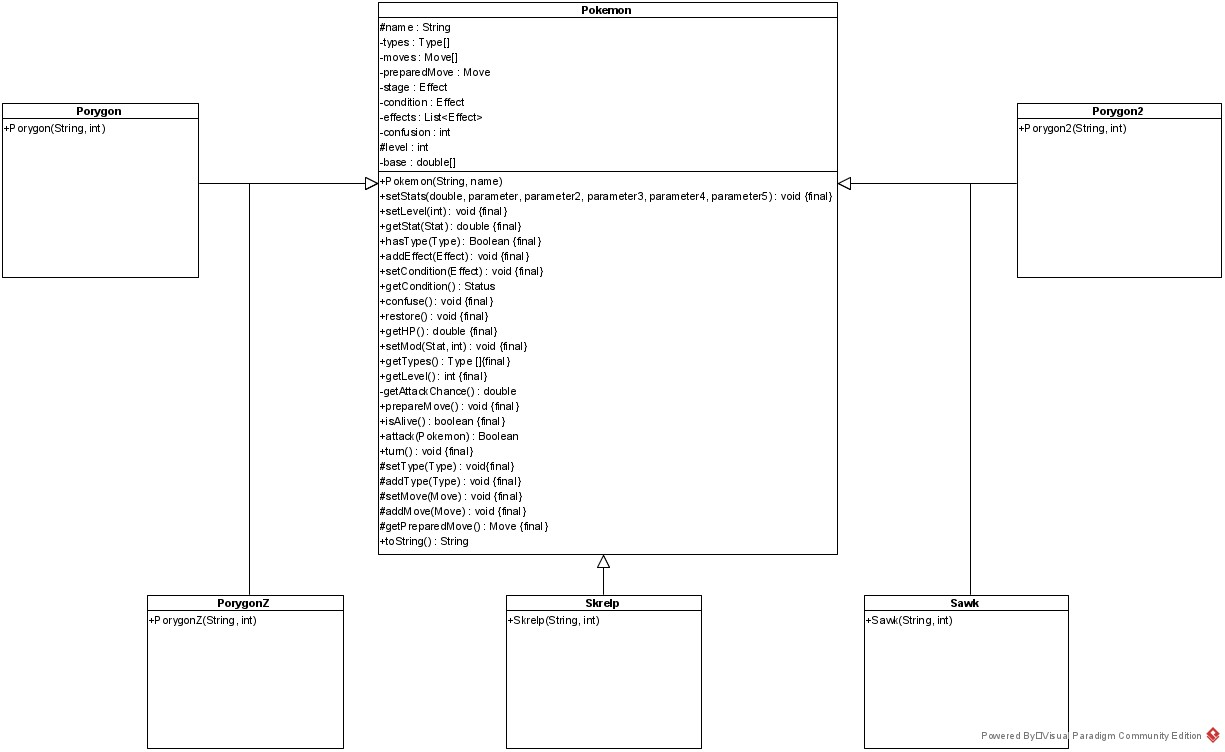 Pokemon
#name : String
-types : Type[]
-moves : Move[]
-preparedMove : Move
-stage : Effect
-condition : Effect
-effects : List<Effect>
-confusion : int
#level : int
-base : double[]
+Pokemon(String, name)
+setStats(double, parameter, parameter2, parameter3, parameter4, parameter5) : void {final}
+setLevel(int) : void {final}
+getStat(Stat) : double {final}
+hasType(Type) : Boolean {final}
+addEffect(Effect) : void {final}
+setCondition(Effect) : void {final}
+getCondition() : Status
+confuse() : void {final}
+restore() : void {final}
+getHP() : double {final}
+setMod(Stat, int) : void {final}
+getTypes() : Type []{final}
+getLevel() : int {final}
-getAttackChance() : double
+prepareMove() : void {final}
+isAlive() : boolean {final}
+attack(Pokemon) : Boolean
+turn() : void {final}
#setType(Type) : void{final}
#addType(Type) : void {final}
#setMove(Move) : void {final}
#addMove(Move) : void {final}
#getPreparedMove() : Move {final}
+toString() : String
Porygon
+Porygon(String, int)
Porygon2
+Porygon2(String, int)
PorygonZ
+PorygonZ(String, int)
Skrelp
+Skrelp(String, int)
Sawk
+Sawk(String, int)
Powered By Visual Paradigm Community Edition